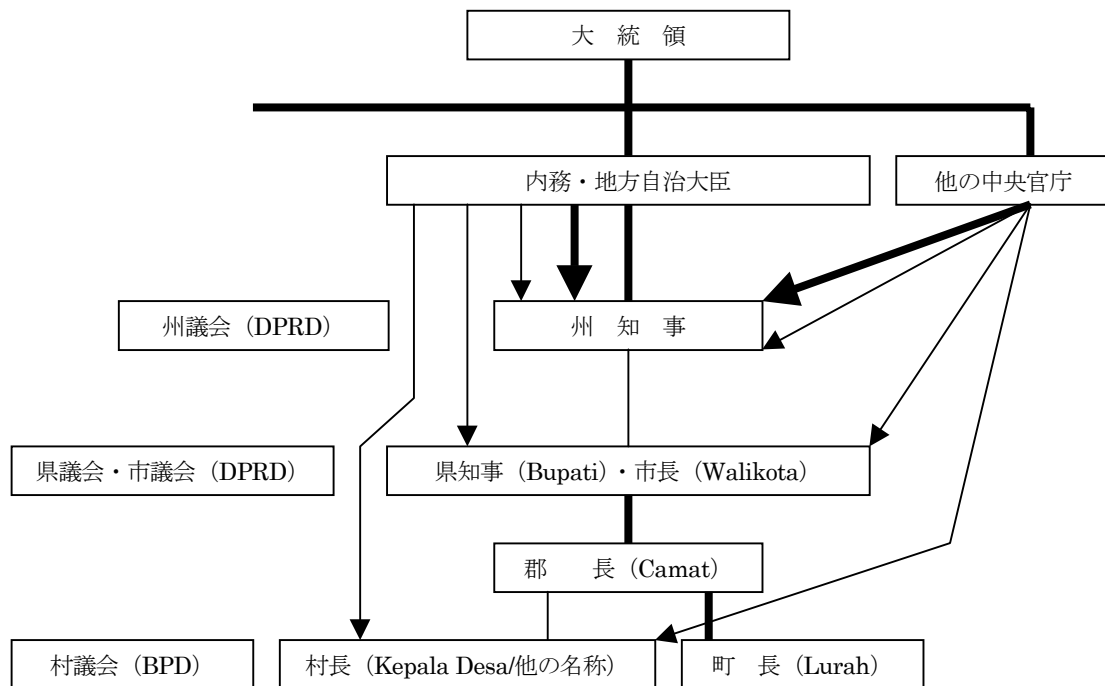 大 統 領
内務・地方自治大臣
他の中央官庁
州議会（DPRD）
州 知 事
県議会・市議会（DPRD）
県知事（Bupati）・市長（Walikota）
郡 長（Camat）
村議会（BPD）
村長（Kepala Desa/他の名称）
町 長（Lurah）